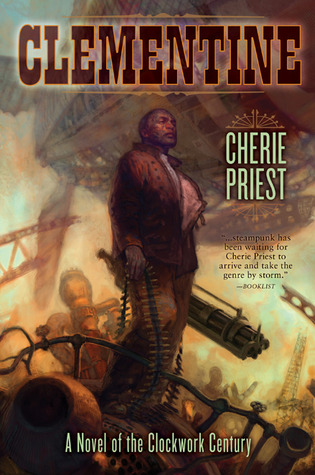 CLEMENTINE
CHERIE
PRIEST
"...steampunk has
been waiting for
Cherie Priest to
arrive and take the
genre by storm."
—BOOKLIST
A Novel of the Clockwork Century